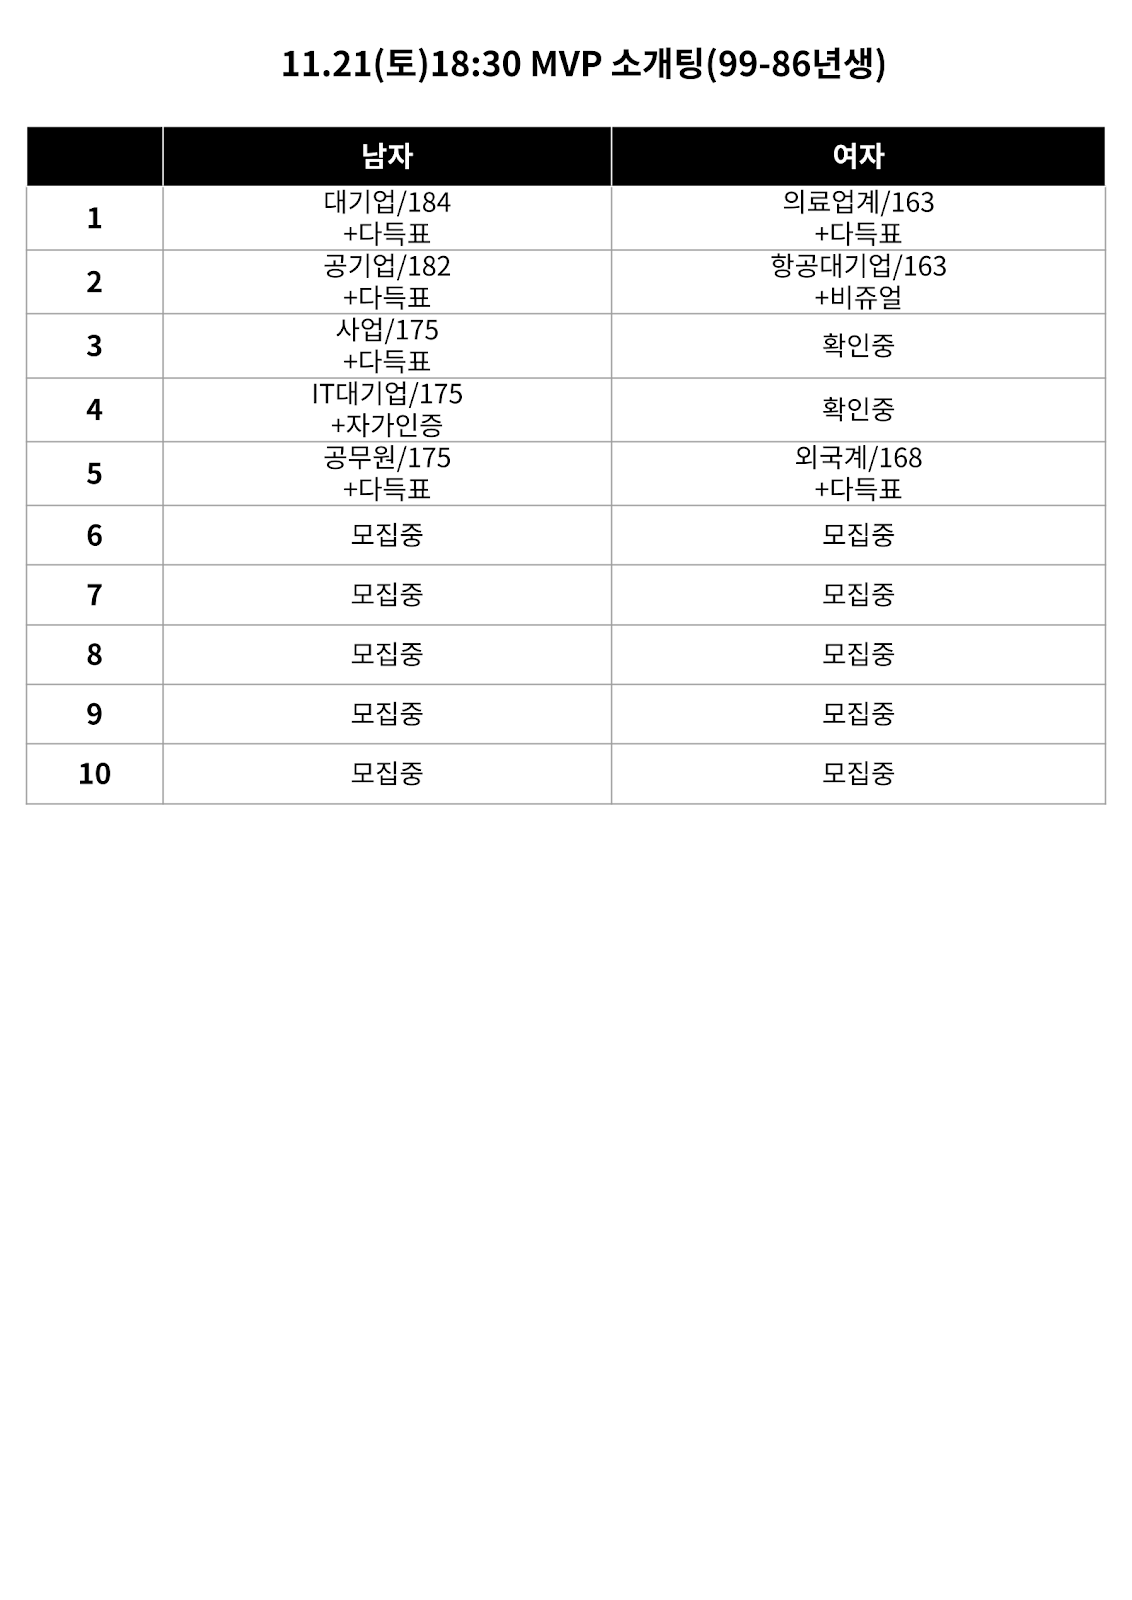 11.21(토)18:30 MVP 소개팅(99-86년생)
남자 여자
1 대기업/184 의료업계/163
+다득표 +다득표
2 공기업/182 항공대기업/163
+다득표 +비쥬얼
3 사업/175 확인중
+다득표
4 IT대기업/175 확인중
+자가인증
5 공무원/175 외국계/168
+다득표 +다득표
6 모집중 모집중
7 모집중 모집중
8 모집중 모집중
9 모집중 모집중
10 모집중 모집중